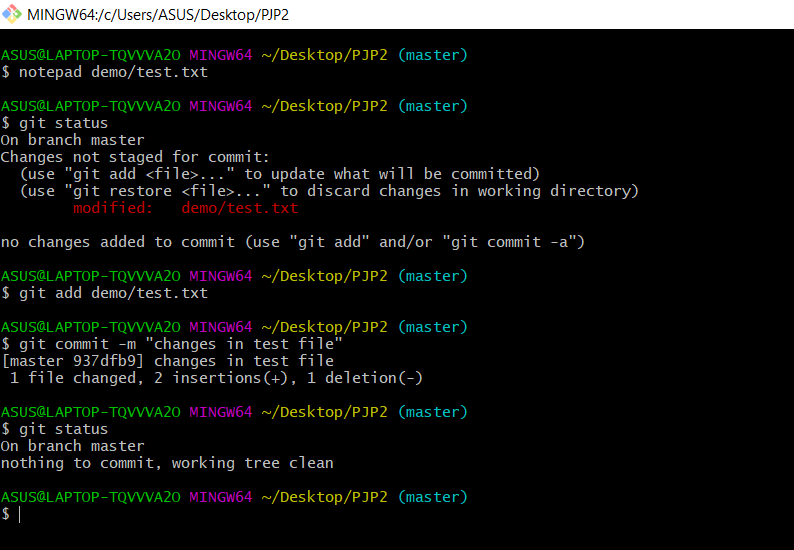 MINGW64:/c/Users/ASUS/Desktop/PJP2
ASUS@LAPTOP-TQVVVA2O MINGW64 ~/Desktop/PJP2 (master)
$ notepad demo/test.txt
ASUS@LAPTOP-TQVVVA2O MINGW64 ~/Desktop/PJP2 (master)
$ git status
On branch master
Changes not staged for commit:
  (use "git add <file>..." to update what will be committed)
  (use "git restore <file>..." to discard changes in working directory)
        modified:   demo/test.txt
no changes added to commit (use "git add" and/or "git commit -a")
ASUS@LAPTOP-TQVVVA2O MINGW64 ~/Desktop/PJP2 (master)
$ git add demo/test.txt
ASUS@LAPTOP-TQVVVA2O MINGW64 ~/Desktop/PJP2 (master)
$ git commit -m "changes in test file"
[master 937dfb9] changes in test file
 1 file changed, 2 insertions(+), 1 deletion(-)
ASUS@LAPTOP-TQVVVA2O MINGW64 ~/Desktop/PJP2 (master)
$ git status
On branch master
nothing to commit, working tree clean
ASUS@LAPTOP-TQVVVA2O MINGW64 ~/Desktop/PJP2 (master)
$